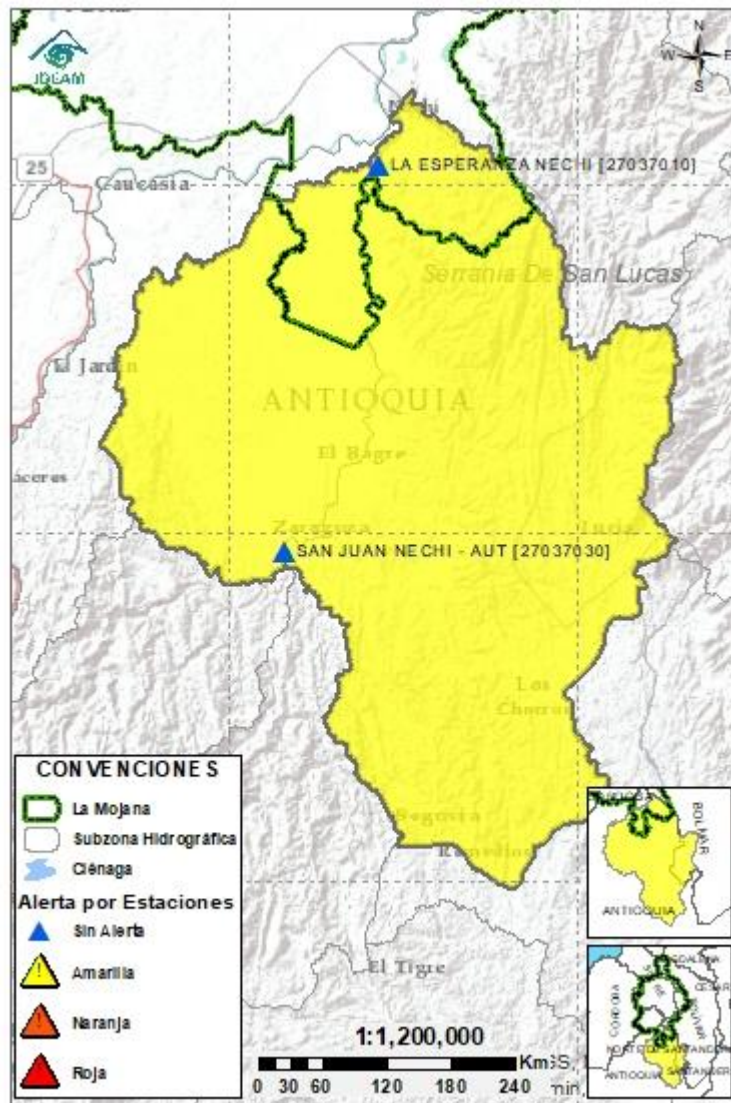 IDEAM
N
W
E
S
25
Caucasia
LA ESPERANZA NECHI [27037010]
Serrania De San Lucas
El Jardin
ANTIOQUIA
El Bagre
aceres
Zaragoza
SAN JUAN NECHI - AUT [27037030]
Los
Segovia
Remedios
El Tigre
CONVENCIONES
La Mojana
Subzona Hidrográfica
Ciénaga
Alerta por Estaciones
Sin Alerta
Amarilla
Naranja
Roja
1:1,200,000
Km
0 30 60 120 180 240
BOLIVAR
ANTIOQUIA
CESAR
CORDOBA
NORTE DE SANTANDER
ANTIOQUIA
SANTANDER